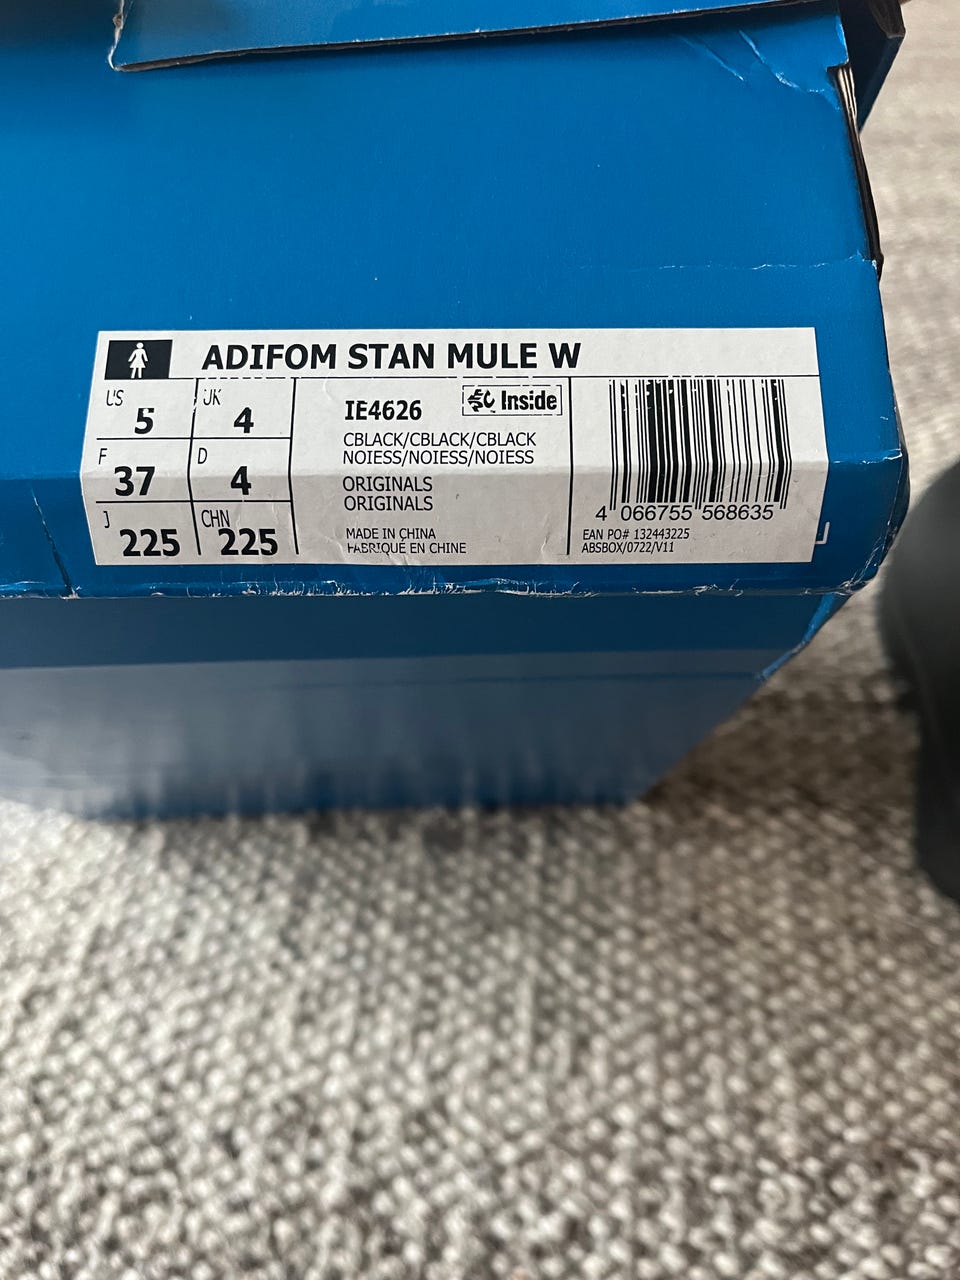 ADIFOM STAN MULE W
US 5 UK 4
F 37 D 4
J 225 CHN 225
IE4626
Inside
CBLACK/CBLACK/CBLACK
NOIESS/NOIESS/NOIESS
ORIGINALS
ORIGINALS
MADE IN CHINA
FABRIQUÉ EN CHINE
4 066755 568635
EAN PO# 132443225
ABSBOX/0722/V11